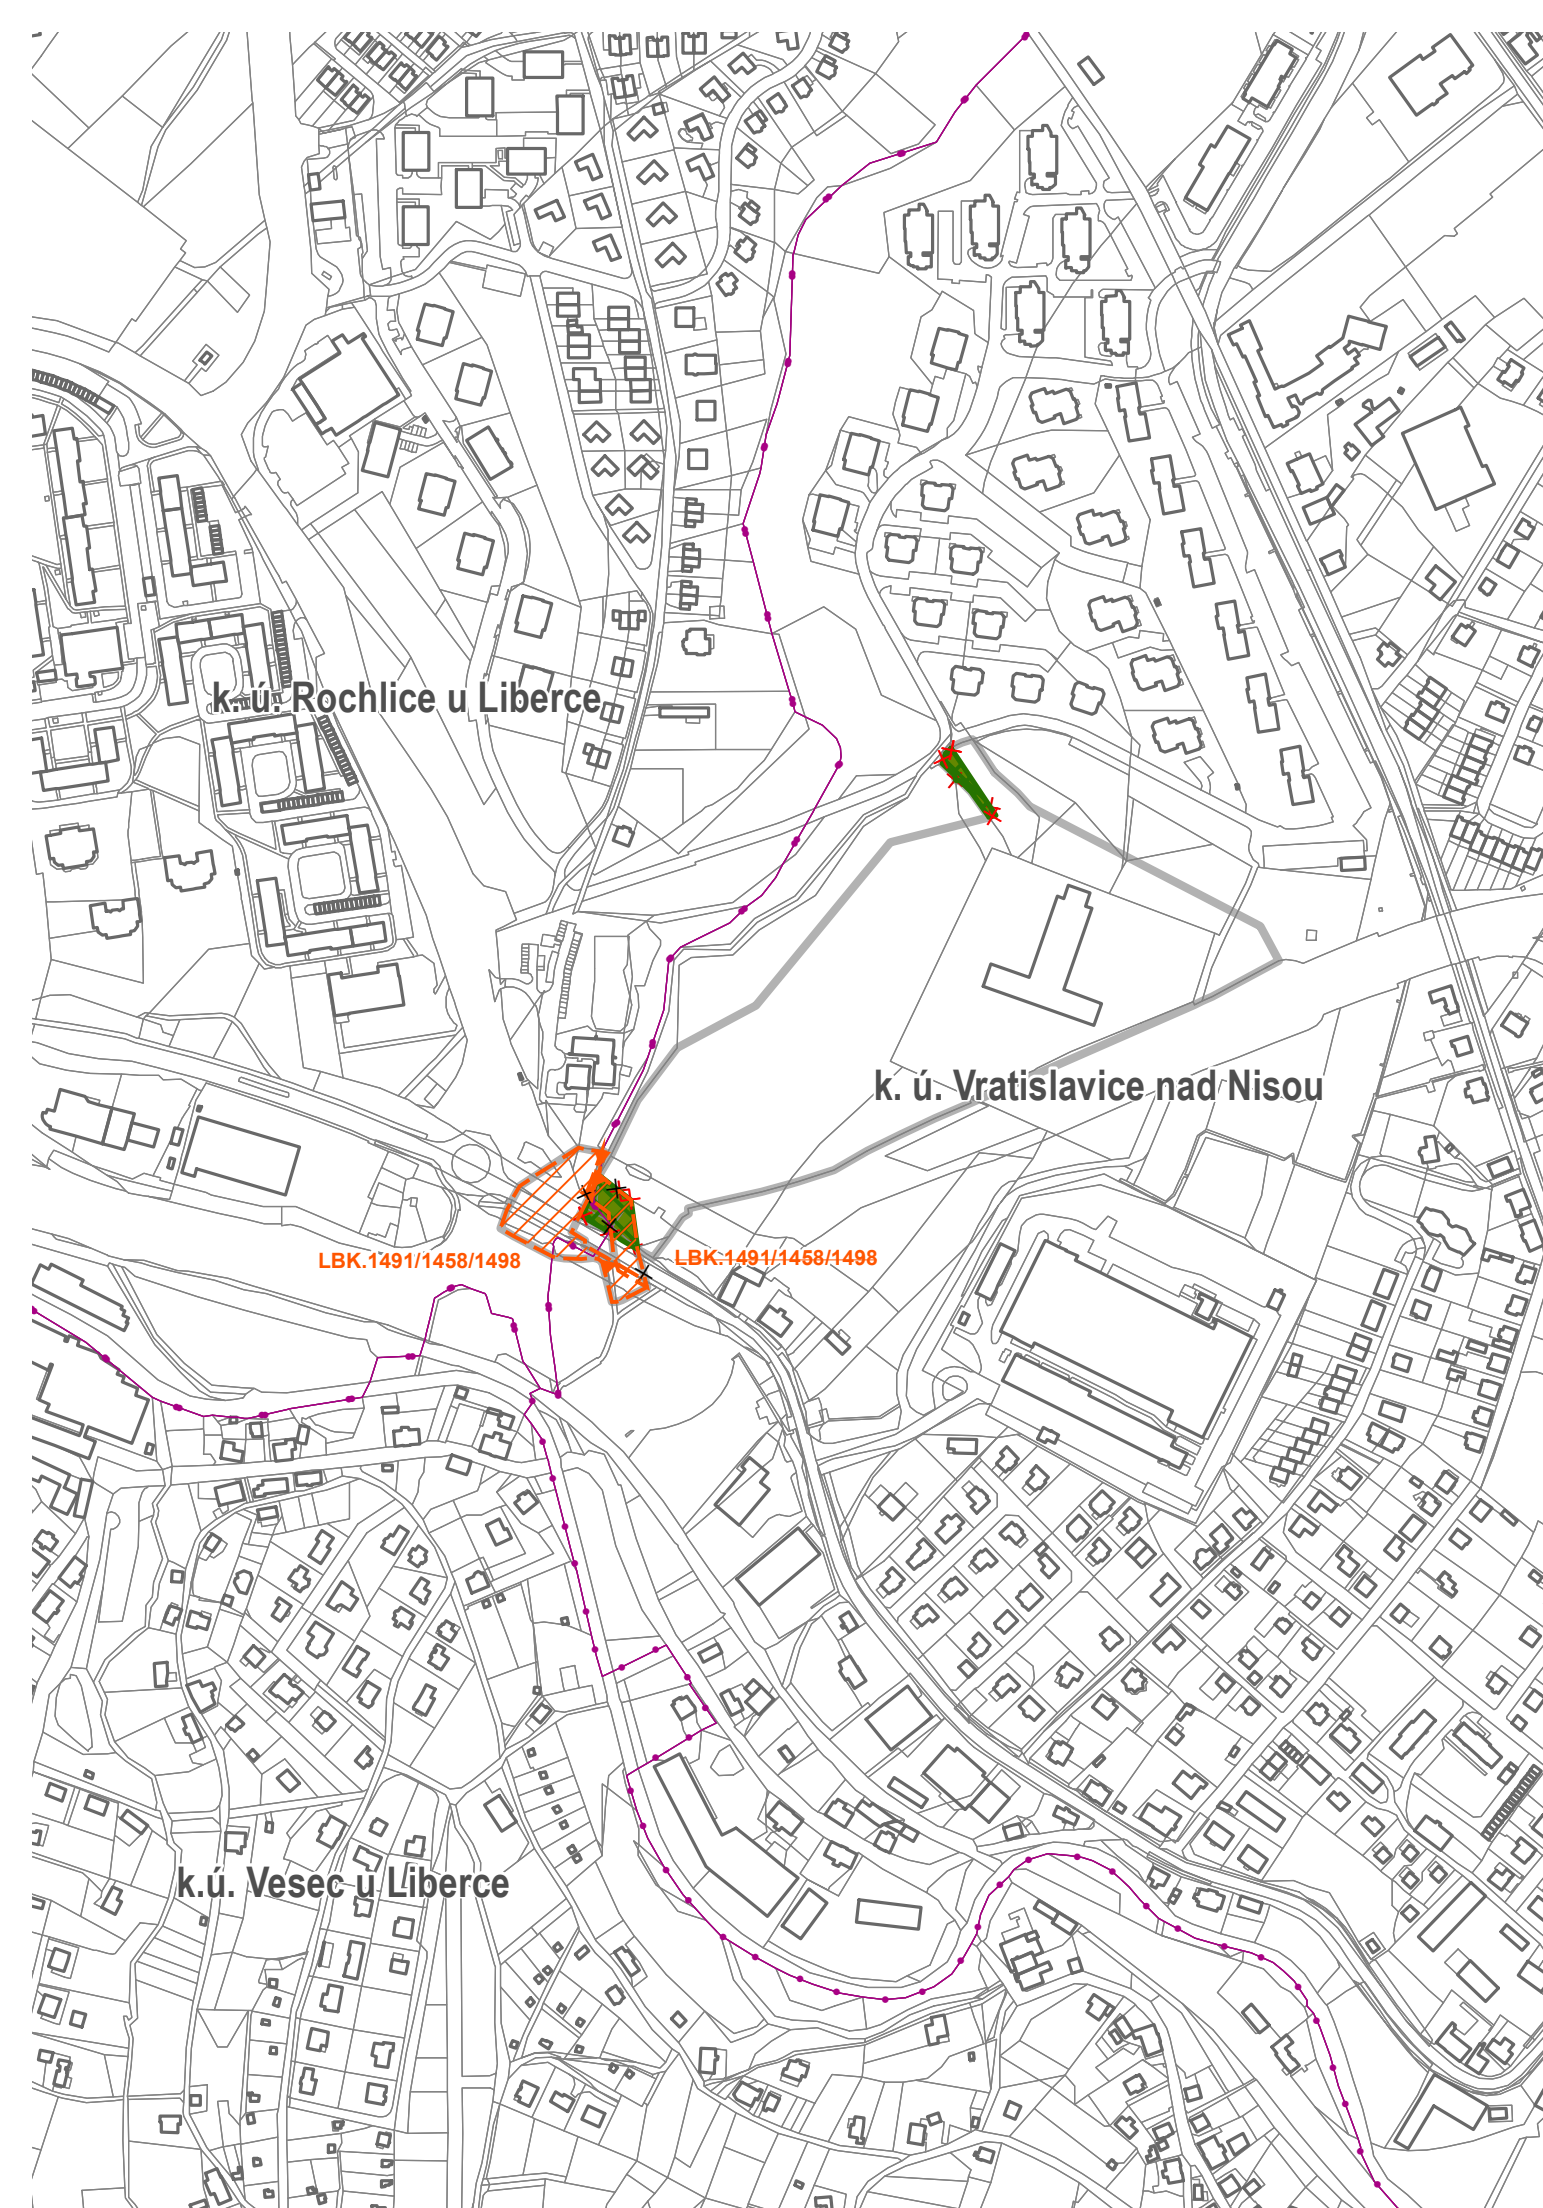 k. ú. Rochlice u Liberce
k. ú. Vratislavice nad Nisou
LBK.1491/1458/1498
LBK.1491/1458/1498
k.ú. Vesec u Liberce